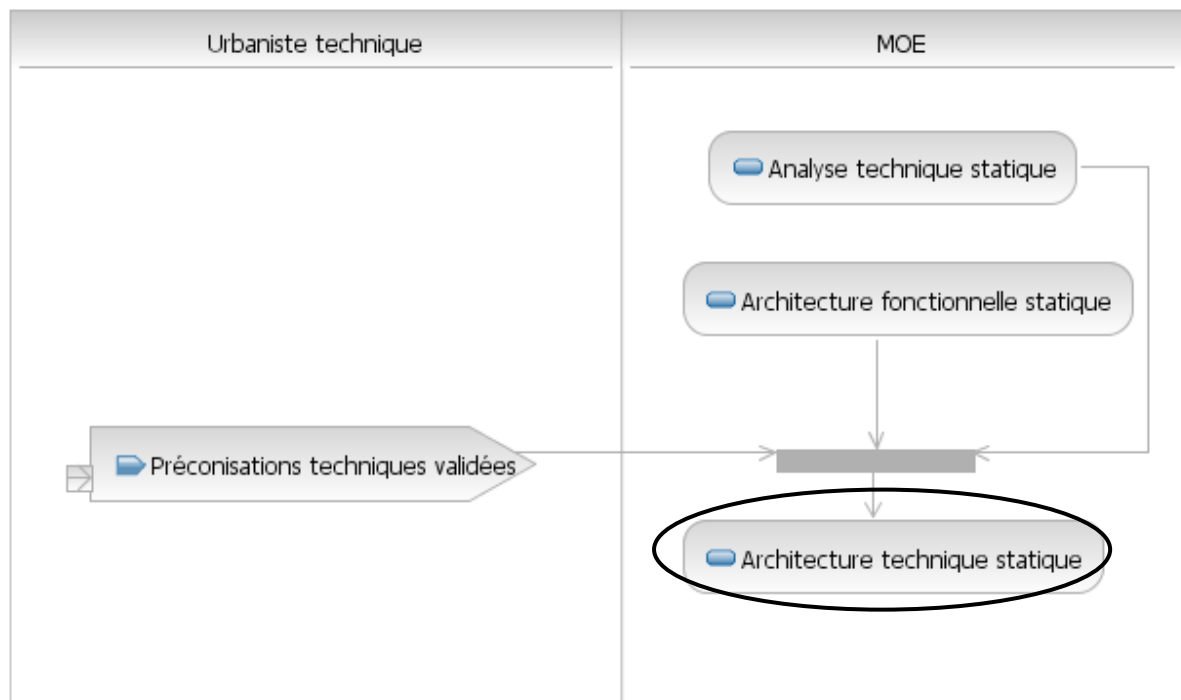 Urbaniste technique
MOE
Analyse technique statique
Architecture fonctionnelle statique
Préconisations techniques validées
Architecture technique statique